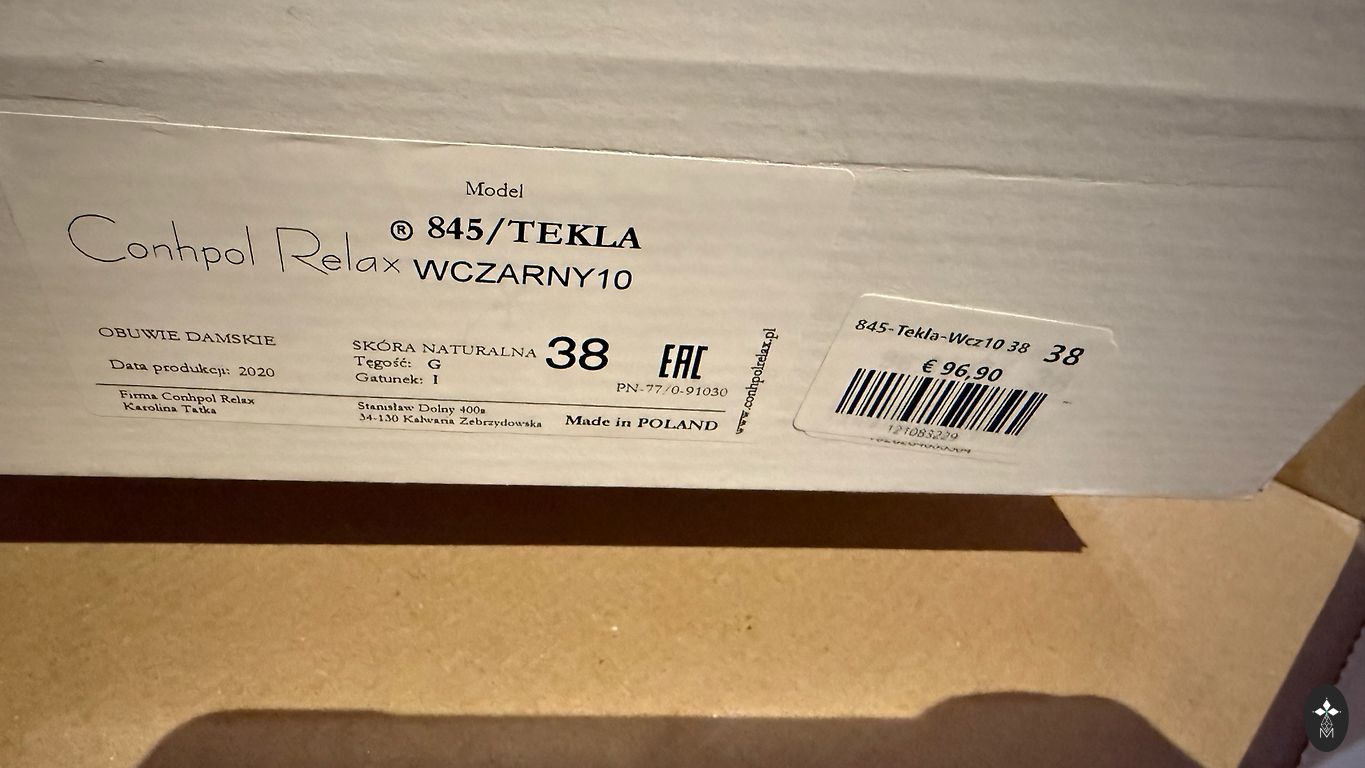 Model
Conhpol Relax ® 845/TEKLA
WCZARNY10
OBUWIE DAMSKIE
SKÓRA NATURALNA 38 EAC
Data produkcji: 2020
Tęgość: G
Gatunek: I
PN-77/0-91030
Firma Conhpol Relax
Karolina Tatka
Stanisław Dolny 400a
34-130 Kalwaria Zebrzydowska
Made in POLAND
www.conhpolrelax.pl
845-Tekla-Wcz10 38 38
€ 96,90
121083229
M